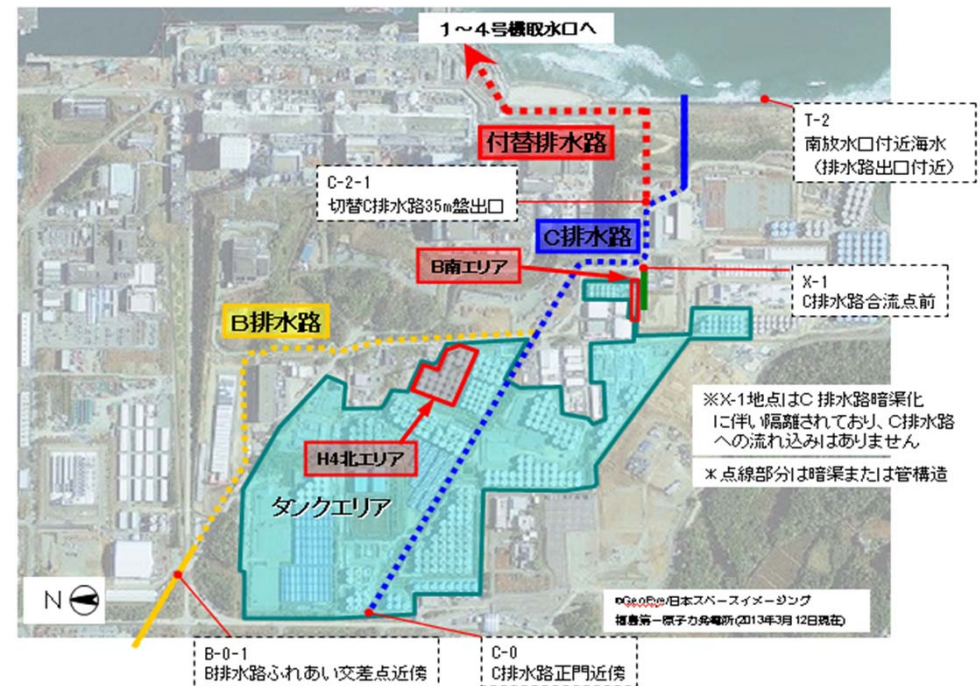 1～4号機取水口へ
T-2
南放水口付近海水
(排水路出口付近)
付替排水路
C-2-1
切替C排水路35m盤出口
C排水路
B南エリア
X-1
C排水路合流点前
B排水路
※X-1地点はC 排水路暗渠化
に伴い隔離されており、C排水路
への流れ込みはありません
H4北エリア
＊点線部分は暗渠または管構造
タンクエリア
N
©GeoEye/日本スペースイメージング
福島第一原子力発電所(2013年3月12日現在)
B-0-1
B排水路ふれあい交差点近傍
C-0
C排水路正門近傍